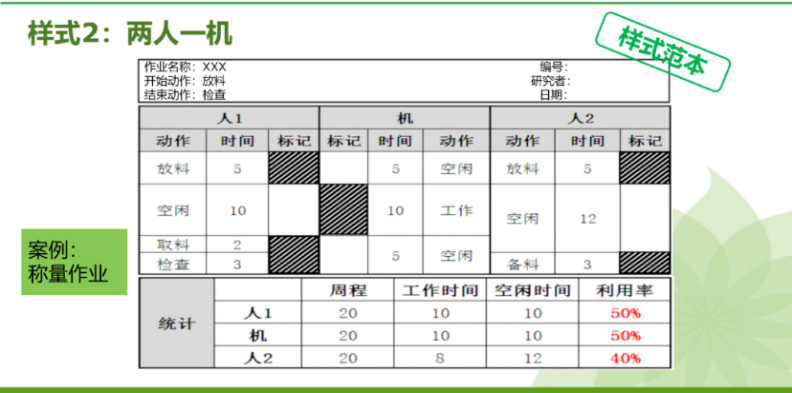 样式2：两人一机
样式范本
作业名称：XXX 编号：
开始动作：放料 研究者：
结束动作：检查 日期：
人1 机 人2
动作 时间 标记 标记 时间 动作 动作 时间 标记
放料 5 5 空闲 放料 5
空闲 10 10 工作 空闲 12
取料 2 5 空闲
检查 3 备料 3
案例：
称量作业
统计 周程 工作时间 空闲时间 利用率
人1 20 10 10 50%
机 20 10 10 50%
人2 20 8 12 40%